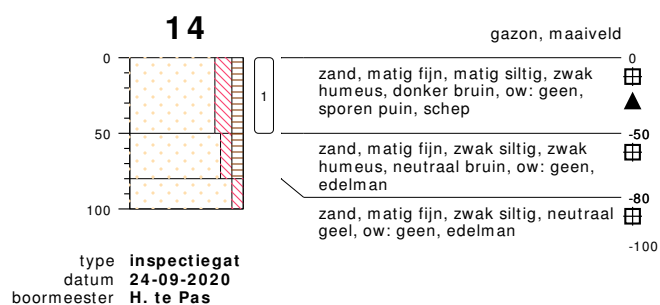 14
gazon, maaiveld
0
0
zand, matig fijn, matig siltig, zwak
humeus, donker bruin, ow: geen,
sporen puin, schep
1
50
-50
zand, matig fijn, zwak siltig, zwak
humeus, neutraal bruin, ow: geen,
edelman
-80
zand, matig fijn, zwak siltig, neutraal
geel, ow: geen, edelman
100
-100
type inspectiegat
datum 24-09-2020
boormeester H. te Pas